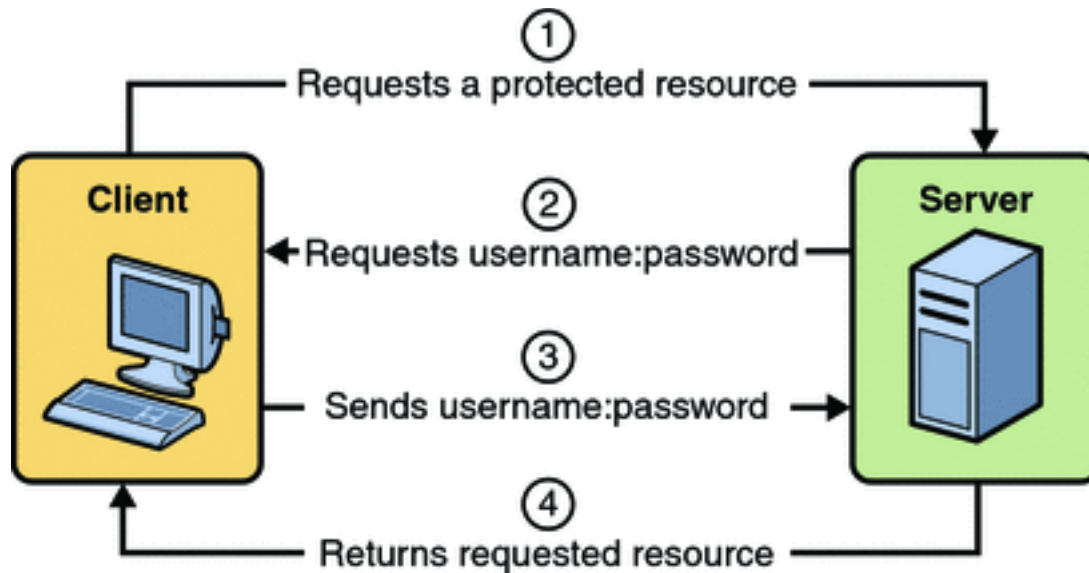 1
Requests a protected resource
Client
Server
2
Requests username:password
3
Sends username:password
4
Returns requested resource